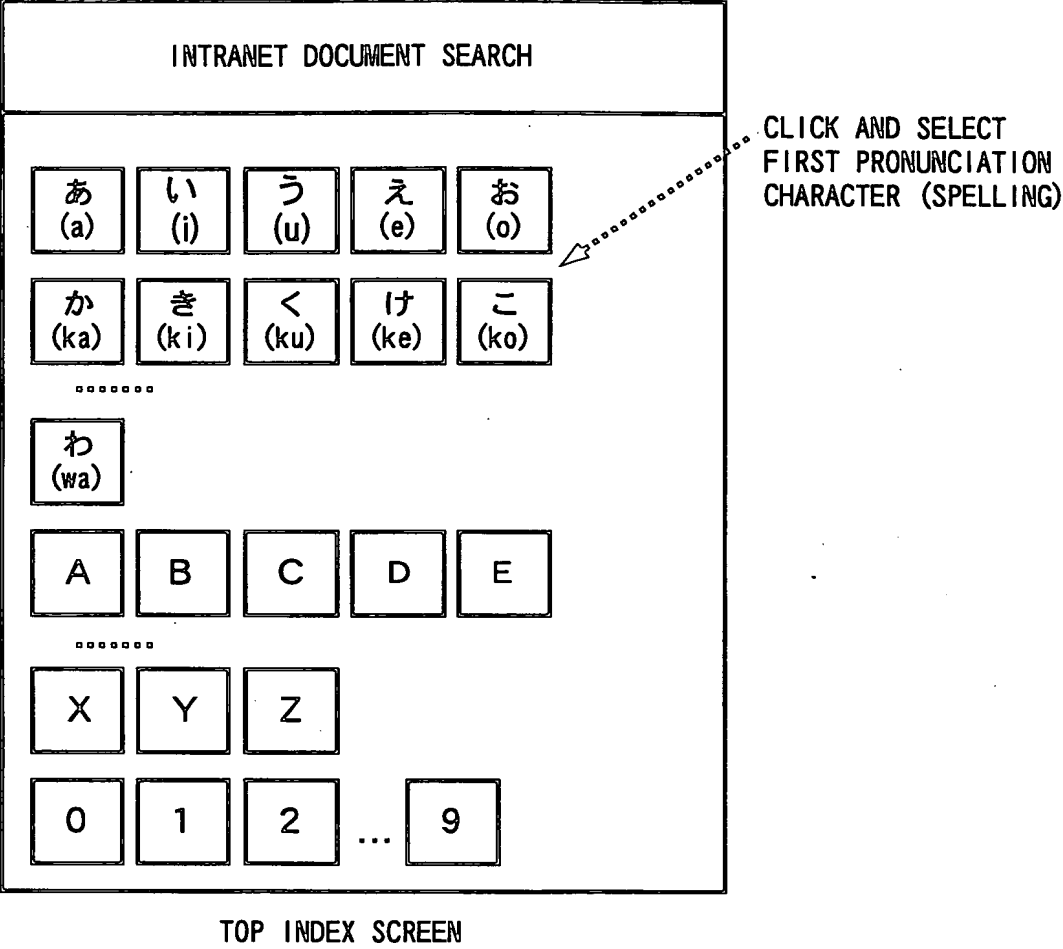 INTRANET DOCUMENT SEARCH
CLICK AND SELECT
FIRST PRONUNCIATION
CHARACTER (SPELLING)
あ い う え お
(a) (i) (u) (e) (o)
か き く け こ
(ka) (ki) (ku) (ke) (ko)
わ
(wa)
A B C D E
X Y Z
0 1 2 ... 9
TOP INDEX SCREEN